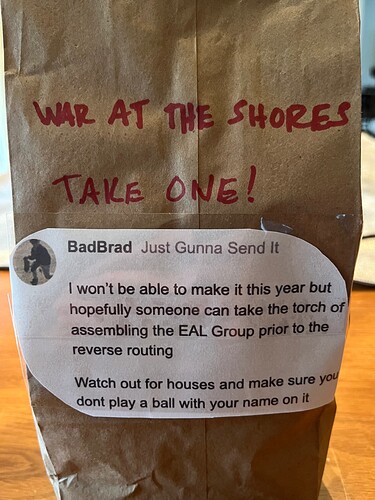 WAR AT THE SHORES
TAKE ONE!
BadBrad Just Gunna Send It
I won't be able to make it this year but
hopefully someone can take the torch of
assembling the EAL Group prior to the
reverse routing
Watch out for houses and make sure you
dont play a ball with your name on it